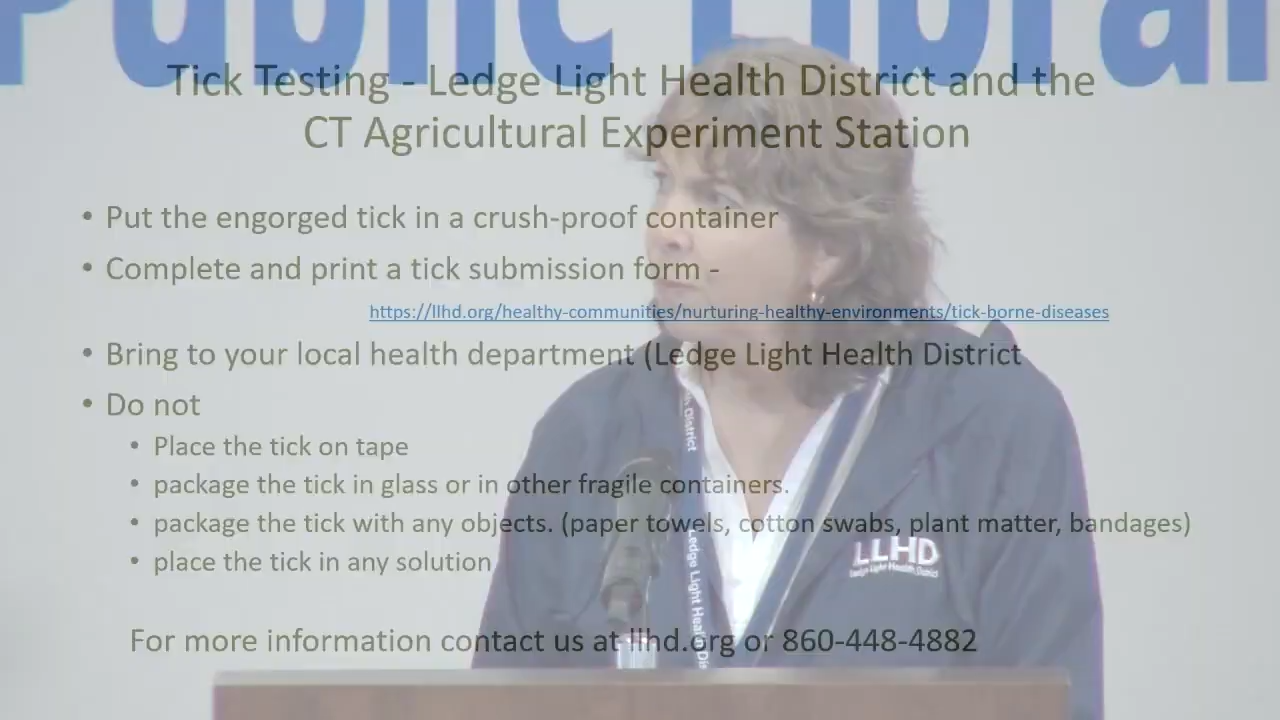 Public Librar
Tick Testing - Ledge Light Health District and the
CT Agricultural Experiment Station
• Put the engorged tick in a crush-proof container
• Complete and print a tick submission form -
https://llhd.org/healthy-communities/nurturing-healthy-environments/tick-borne-diseases
• Bring to your local health department (Ledge Light Health District
• Do not
• Place the tick on tape
• package the tick in glass or in other fragile containers.
• package the tick with any objects. (paper towels, cotton swabs, plant matter, bandages)
• place the tick in any solution
For more information contact us at llhd.org or 860-448-4882
District
Ledge Light Health Dis
LLHD
Ledge Light Health District